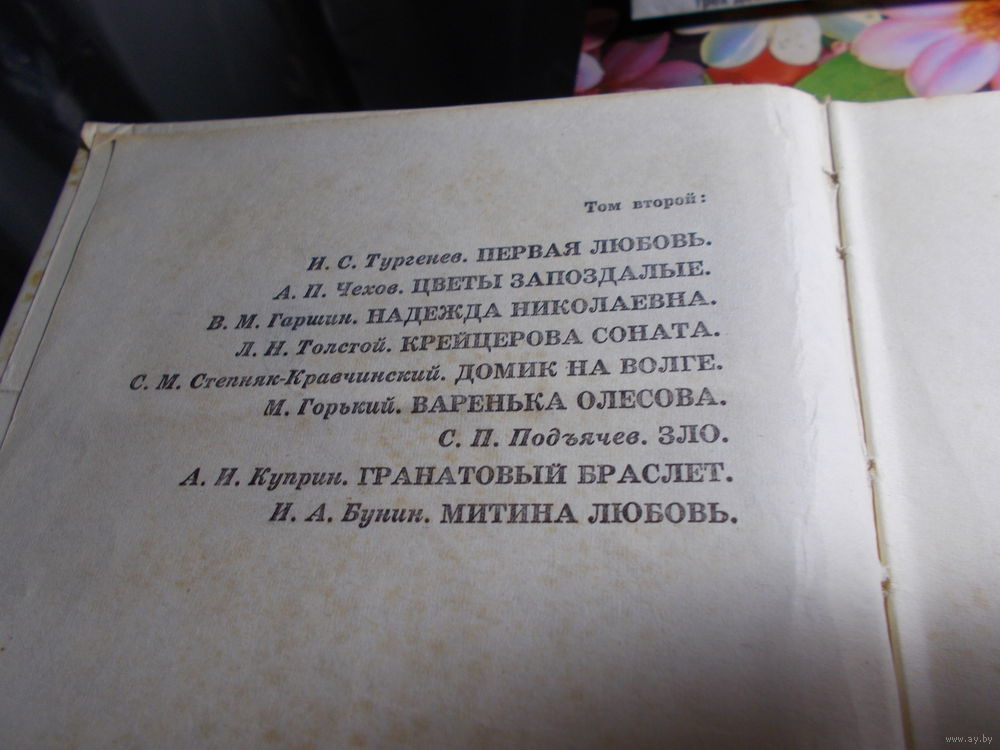 Том второй:
И. С. Тургенев. ПЕРВАЯ ЛЮБОВЬ.
А. П. Чехов. ЦВЕТЫ ЗАПОЗДАЛЫЕ.
В. М. Гаршин. НАДЕЖДА НИКОЛАЕВНА.
Л. Н. Толстой. КРЕЙЦЕРОВА СОНАТА.
С. М. Степняк-Кравчинский. ДОМИК НА ВОЛГЕ.
М. Горький. ВАРЕНЬКА ОЛЕСОВА.
С. П. Подъячев. ЗЛО.
А. И. Куприн. ГРАНАТОВЫЙ БРАСЛЕТ.
И. А. Бунин. МИТИНА ЛЮБОВЬ.
www.ay.by